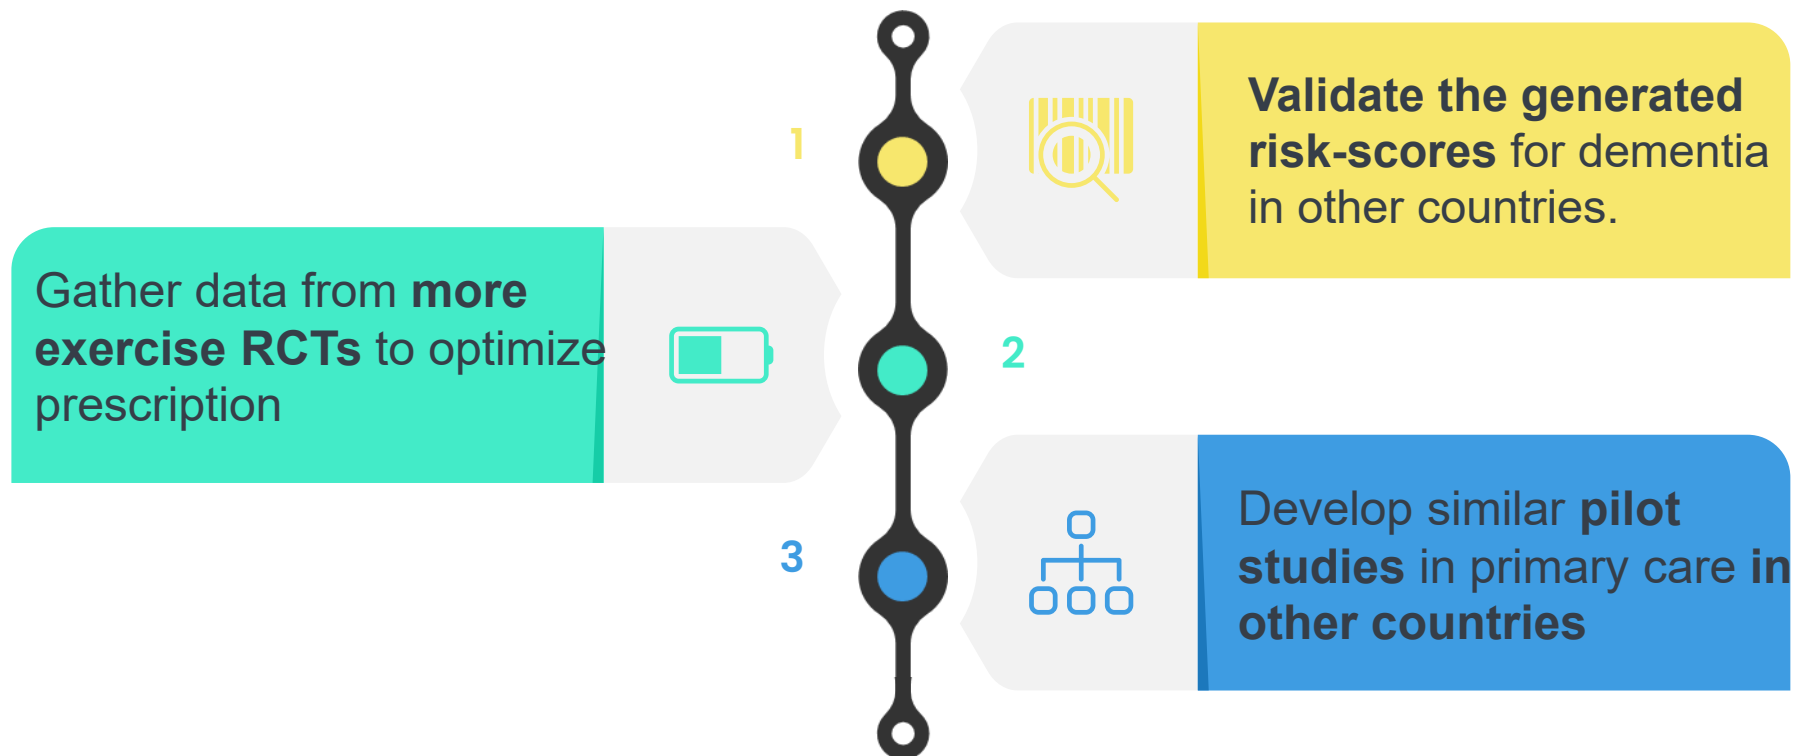 1
Validate the generated
risk-scores for dementia
in other countries.
Gather data from more
exercise RCTs to optimize
prescription
2
3
Develop similar pilot
studies in primary care in
other countries